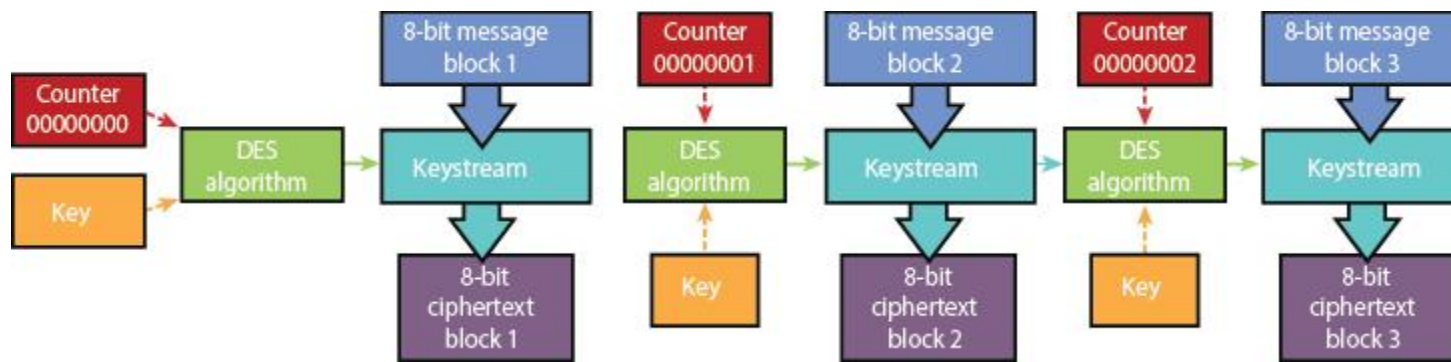 Counter
00000000
Key
DES
algorithm
8-bit message
block 1
Keystream
8-bit
ciphertext
block 1
Counter
00000001
DES
algorithm
Key
8-bit message
block 2
Keystream
8-bit
ciphertext
block 2
Counter
00000002
DES
algorithm
Key
8-bit message
block 3
Keystream
8-bit
ciphertext
block 3